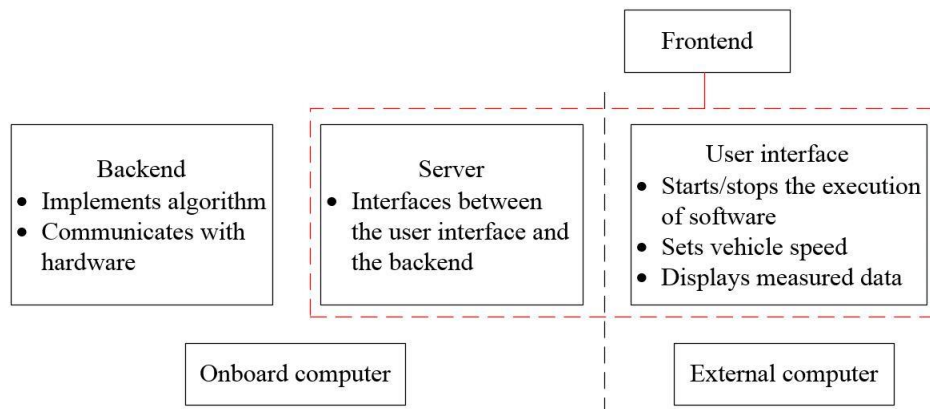 Frontend
Backend
• Implements algorithm
• Communicates with
hardware
Server
• Interfaces between
the user interface and
the backend
User interface
• Starts/stops the execution
of software
• Sets vehicle speed
• Displays measured data
Onboard computer
External computer